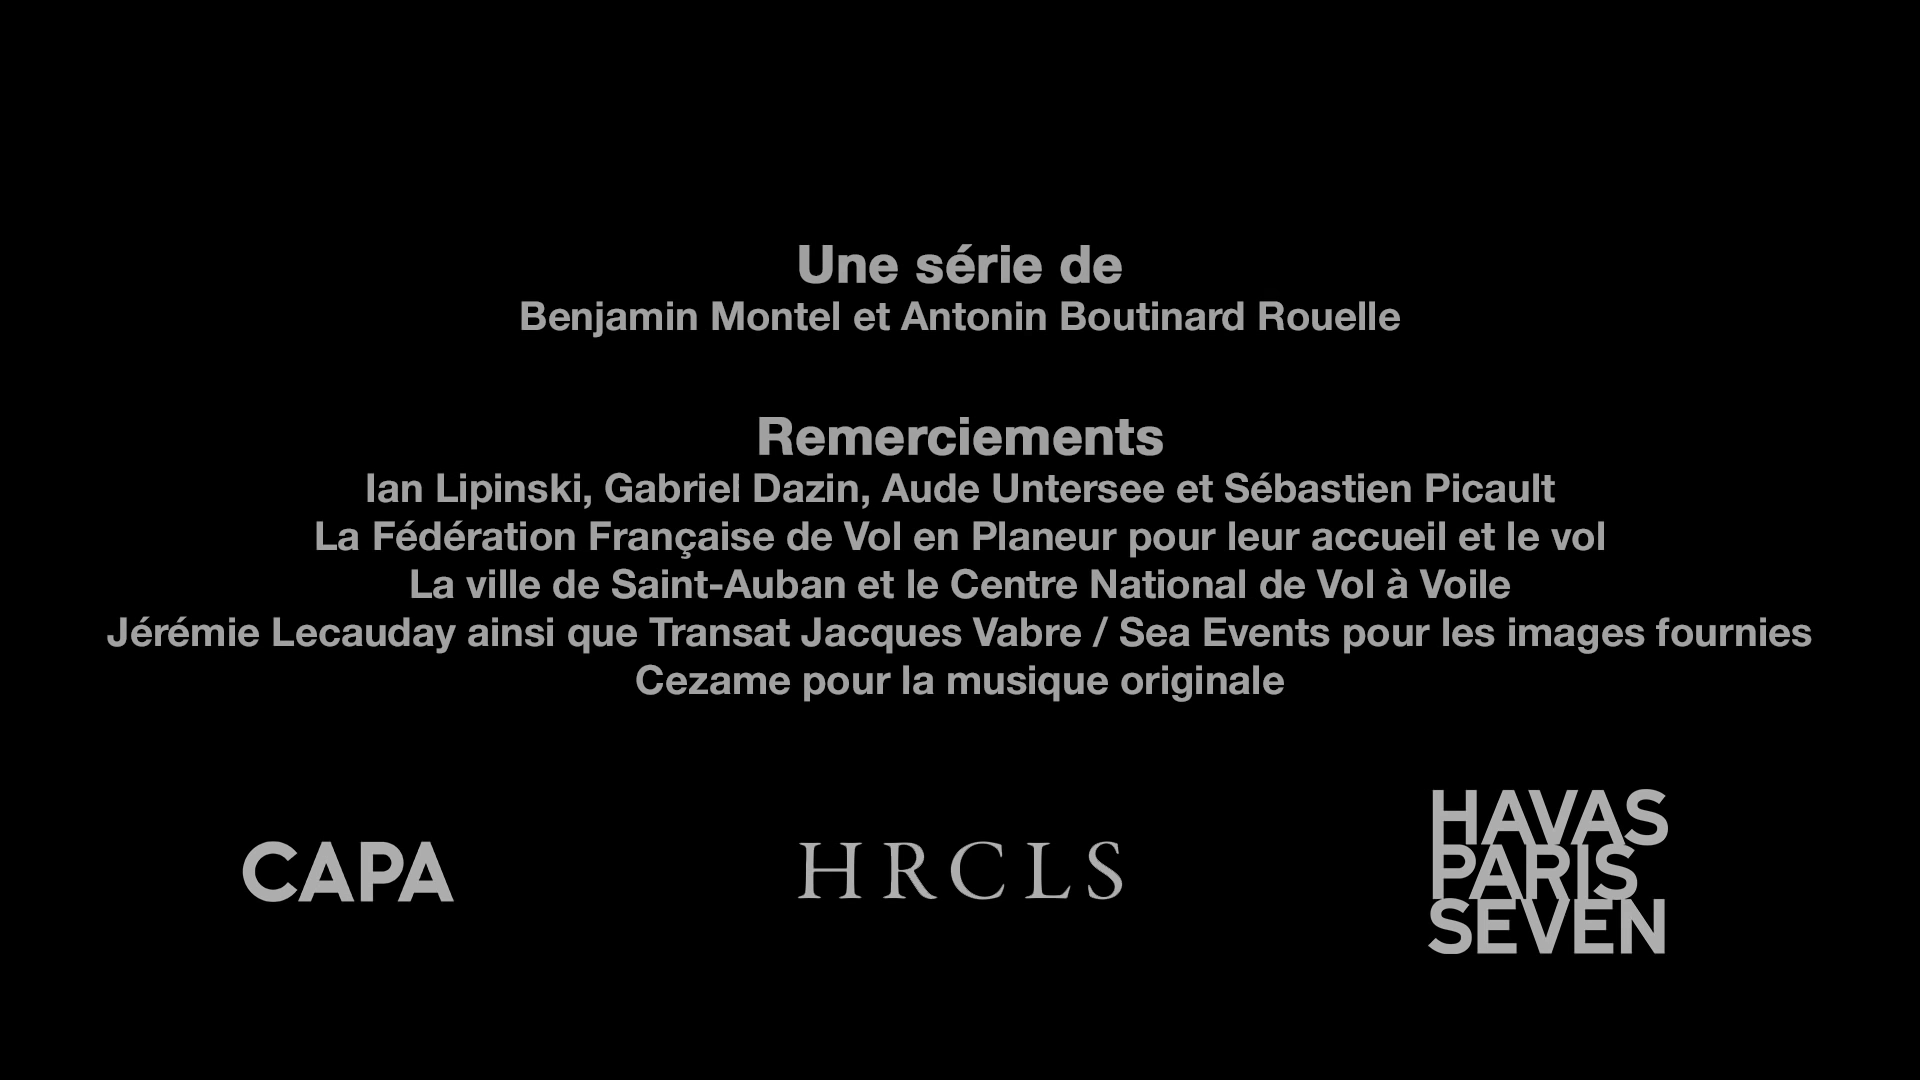 Une série de
Benjamin Montel et Antonin Boutinard Rouelle
Remerciements
Ian Lipinski, Gabriel Dazin, Aude Untersee et Sébastien Picault
La Fédération Française de Vol en Planeur pour leur accueil et le vol
La ville de Saint-Auban et le Centre National de Vol à Voile
Jérémie Lecauday ainsi que Transat Jacques Vabre / Sea Events pour les images fournies
Cezame pour la musique originale
CAPA
HRCLS
HAVAS
PARIS
SEVEN